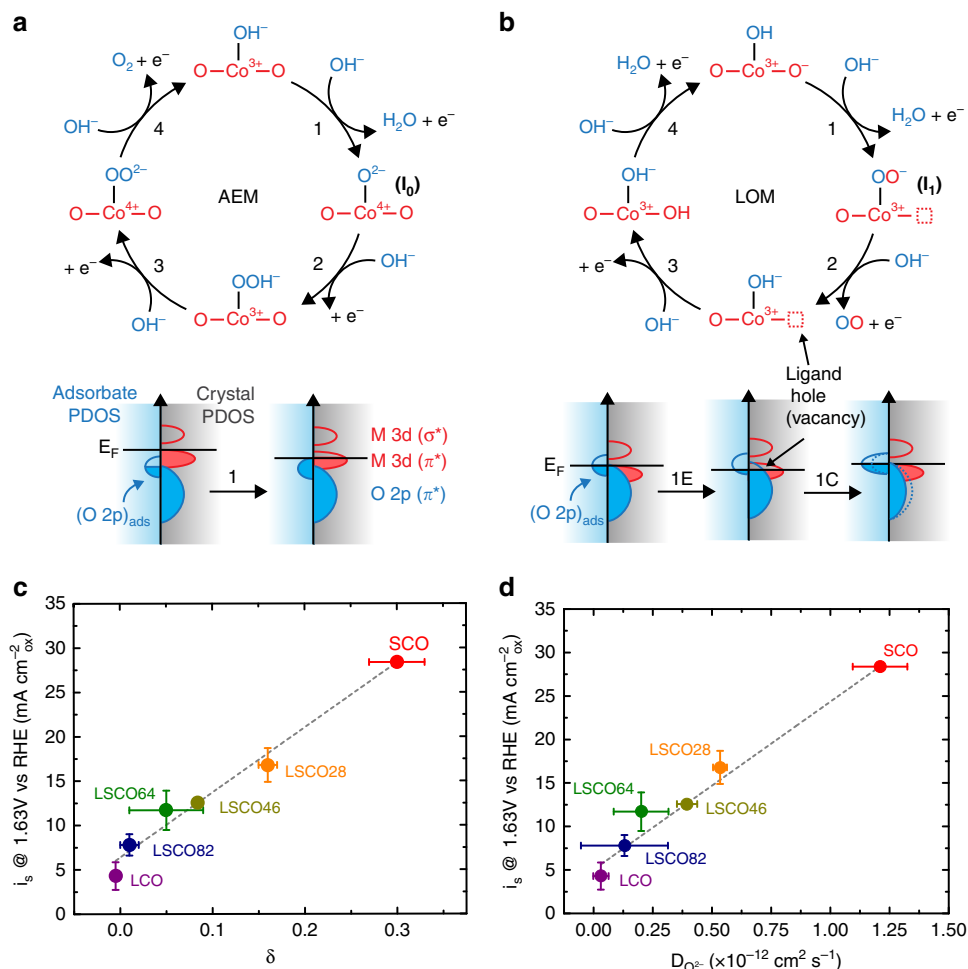 a
OH⁻
O₂ + e⁻
O–Co³⁺–O
OH⁻
4
1
OH⁻
H₂O + e⁻
OO²⁻
O²⁻
(I₀)
O–Co⁴⁺–O
AEM
O–Co⁴⁺–O
+ e⁻
3
2
OH⁻
OOH⁻
OH⁻
O–Co³⁺–O
+ e⁻
Adsorbate PDOS
Crystal PDOS
E_F
M 3d (σ*)
M 3d (π*)
O 2p (π*)
1
(O 2p)ads
b
OH
H₂O + e⁻
O–Co³⁺–O⁻
OH⁻
4
1
OH⁻
H₂O + e⁻
OH⁻
OO⁻
(I₁)
O–Co³⁺–OH
LOM
O–Co³⁺–
+ e⁻
3
2
OH⁻
OH⁻
OH⁻
O–Co³⁺–
OO + e⁻
Ligand
hole
(vacancy)
E_F
1E
1C
(O 2p)ads
c
i_s @ 1.63V vs RHE (mA cm⁻²ox)
35
30
25
20
15
10
5
0
SCO
LSCO28
LSCO64
LSCO46
LSCO82
LCO
0.0
0.1
0.2
0.3
δ
d
i_s @ 1.63V vs RHE (mA cm⁻²ox)
35
30
25
20
15
10
5
0
SCO
LSCO28
LSCO64
LSCO46
LSCO82
LCO
0.00
0.25
0.50
0.75
1.00
1.25
1.50
D_O²⁻ (×10⁻¹² cm² s⁻¹)